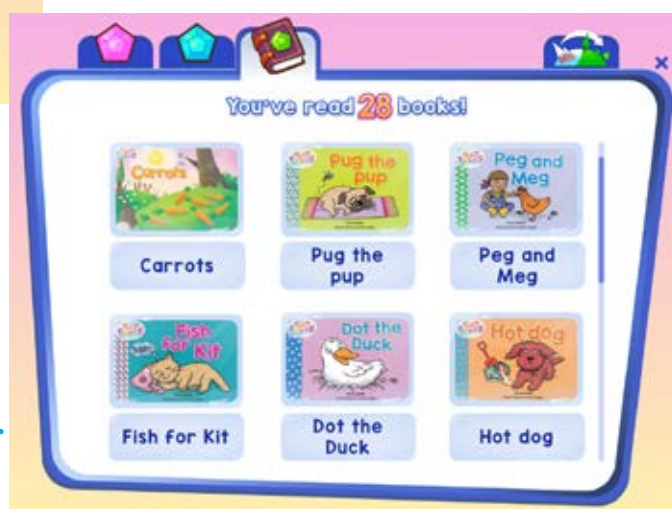 You've read 28 books!
Carrots
Pug the
pup
Peg and
Meg
Carrots
Pug the
pup
Peg and
Meg
Fish
for Kit
Dot the
Duck
Hot dog
Fish for Kit
Dot the
Duck
Hot dog